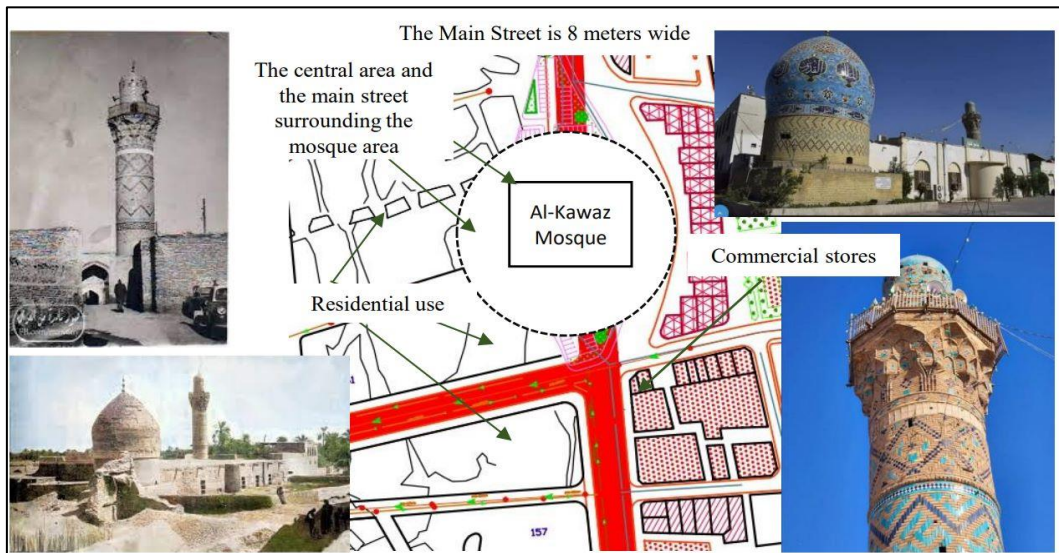 The Main Street is 8 meters wide
The central area and
the main street
surrounding the
mosque area
Al-Kawaz
Mosque
Commercial stores
Residential use
157